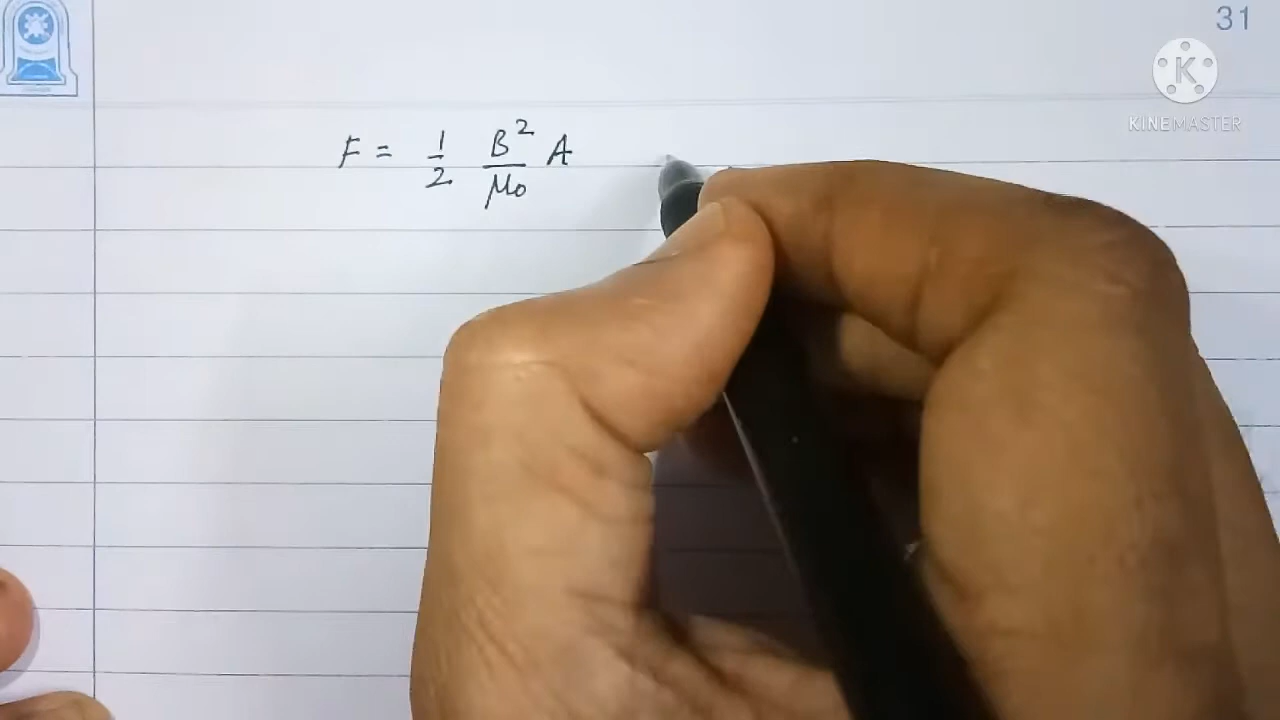 31
KINEMASTER
F = 1/2 B²/μ₀ A